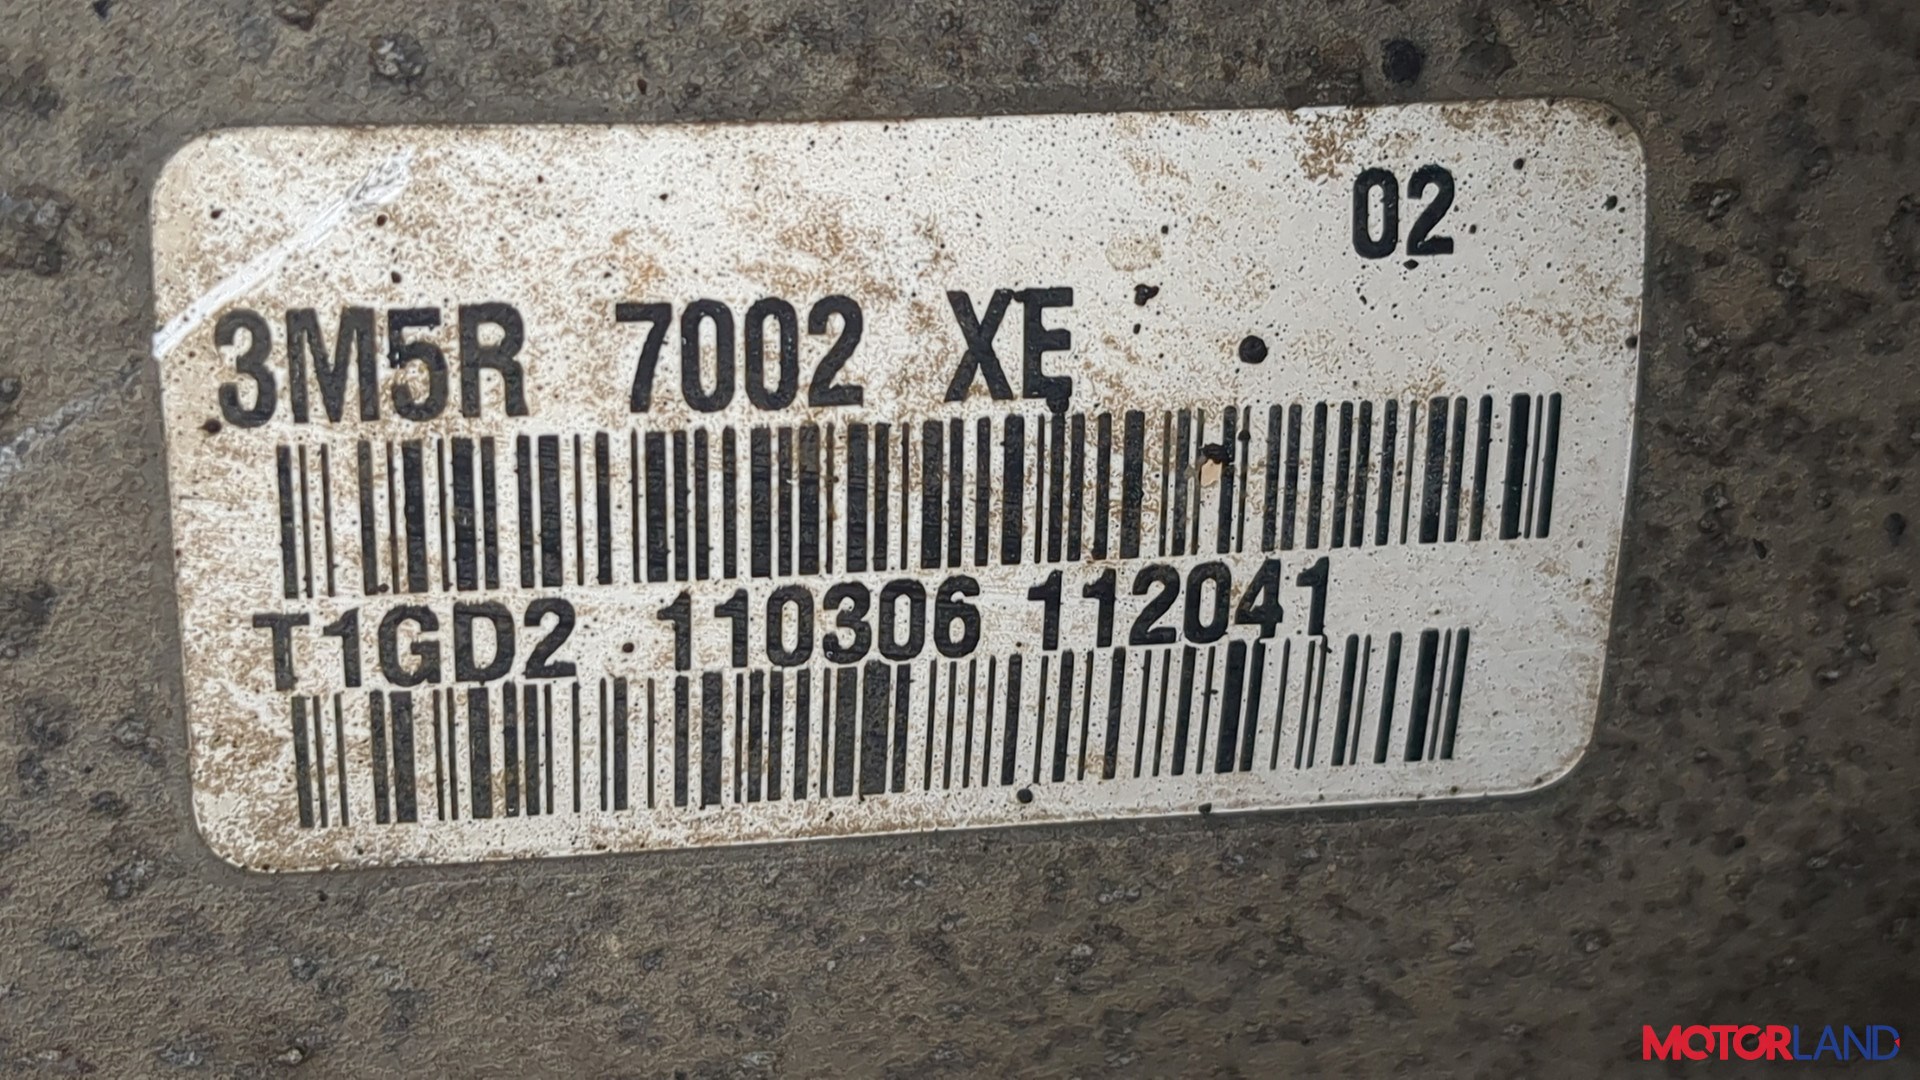 02
3M5R 7002 XE
T1GD2 110306 112041
MOTORLAND